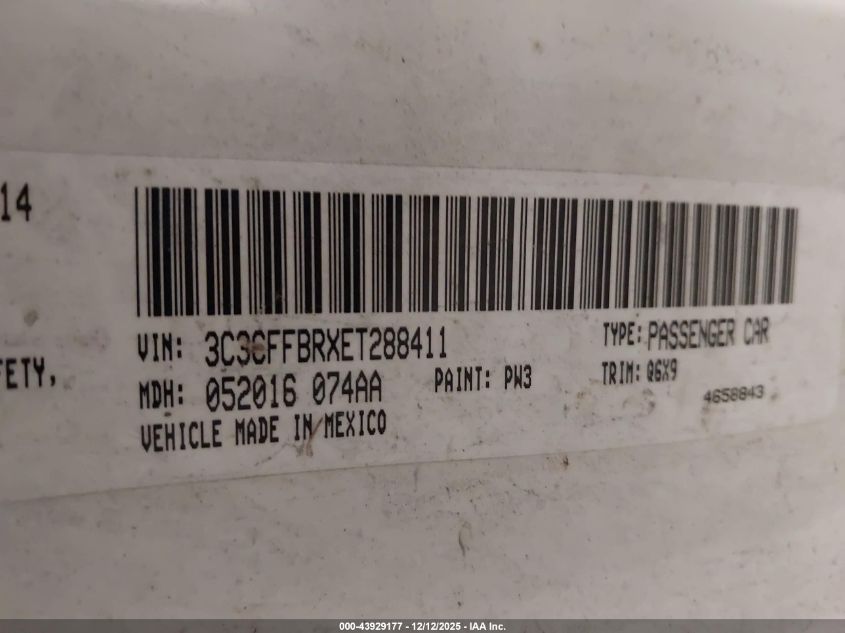 14
FETY,
VIN: 3C3CFFBRXET288411
TYPE: PASSENGER CAR
MDH: 052016 074AA
PAINT: PW3
TRIM: Q6X9
4658843
VEHICLE MADE IN MEXICO
000-43929177 - 12/12/2025 - IAA Inc.